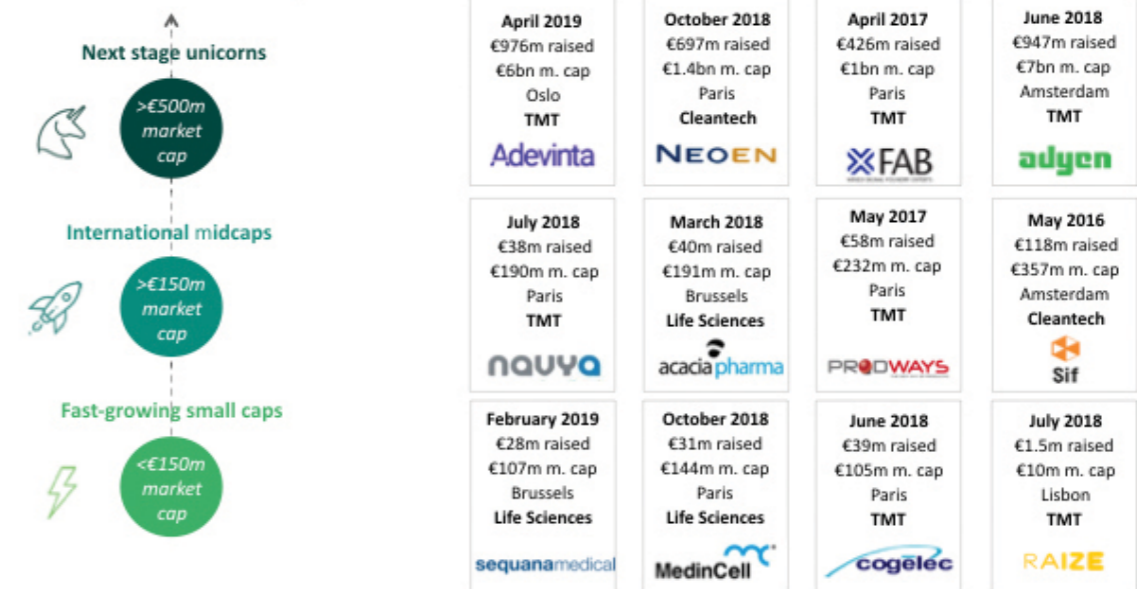 Next stage unicorns
>€500m
market
cap
April 2019
€976m raised
€6bn m. cap
Oslo
TMT
Adevinta
October 2018
€697m raised
€1.4bn m. cap
Paris
Cleantech
NEOEN
April 2017
€426m raised
€1bn m. cap
Paris
TMT
XFAB
June 2018
€947m raised
€7bn m. cap
Amsterdam
TMT
adyen
International midcaps
>€150m
market
cap
July 2018
€38m raised
€190m m. cap
Paris
TMT
navya
March 2018
€40m raised
€191m m. cap
Brussels
Life Sciences
acacia pharma
May 2017
€58m raised
€232m m. cap
Paris
TMT
PRODWAYS
May 2016
€118m raised
€357m m. cap
Amsterdam
Cleantech
Sif
Fast-growing small caps
<€150m
market
cap
February 2019
€28m raised
€107m m. cap
Brussels
Life Sciences
sequanamedical
October 2018
€31m raised
€144m m. cap
Paris
Life Sciences
MedinCell
June 2018
€39m raised
€105m m. cap
Paris
TMT
cogelec
July 2018
€1.5m raised
€10m m. cap
Lisbon
TMT
RAIZE